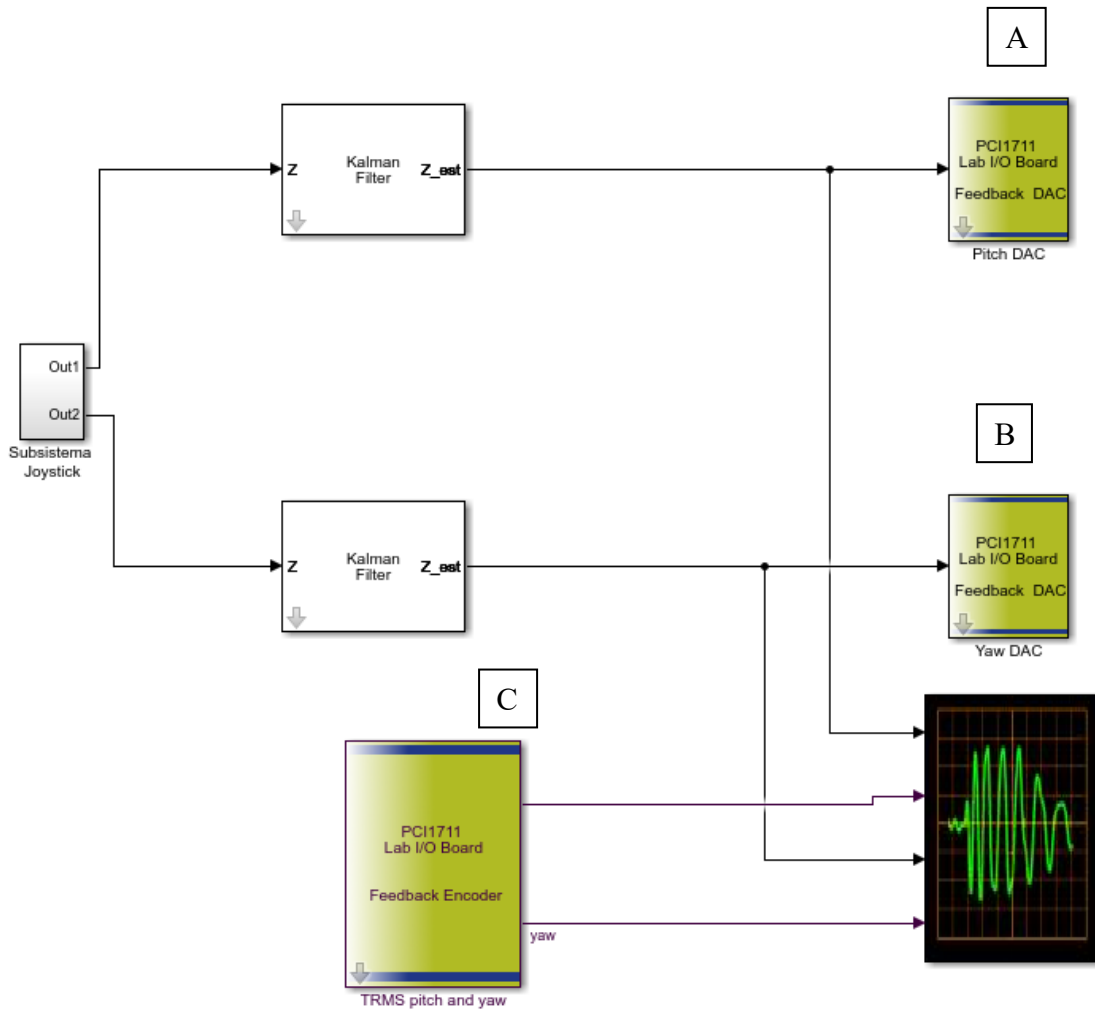 A
PCI1711
Lab I/O Board
Feedback DAC
Pitch DAC
Z
Kalman
Filter
Z_est
Out1
Out2
Subsistema
Joystick
B
PCI1711
Lab I/O Board
Feedback DAC
Yaw DAC
Z
Kalman
Filter
Z_est
C
PCI1711
Lab I/O Board
Feedback Encoder
yaw
TRMS pitch and yaw